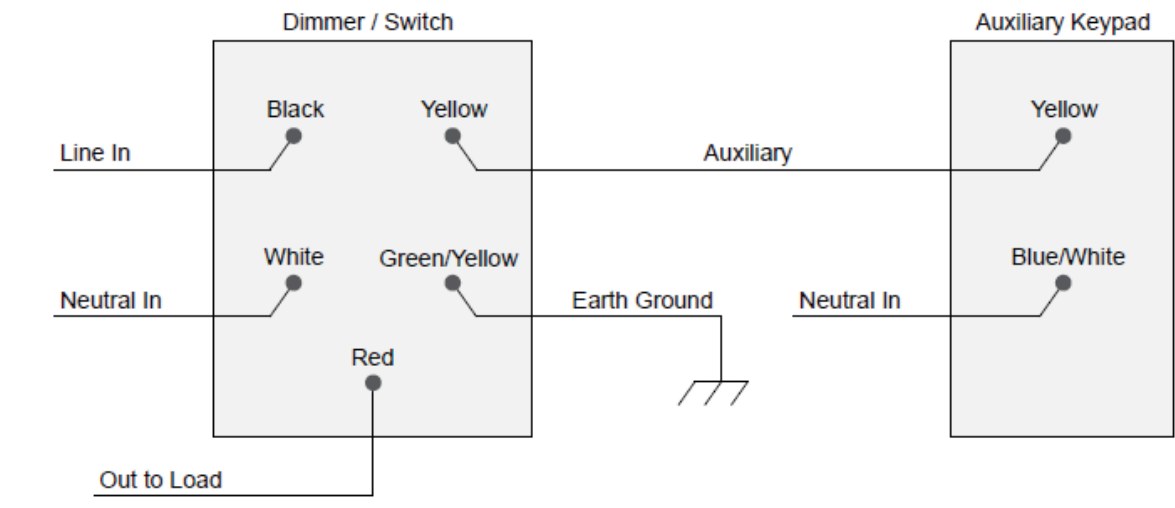 Dimmer / Switch
Auxiliary Keypad
Black
Yellow
Yellow
Line In
Auxiliary
White
Green/Yellow
Blue/White
Neutral In
Earth Ground
Neutral In
Red
Out to Load